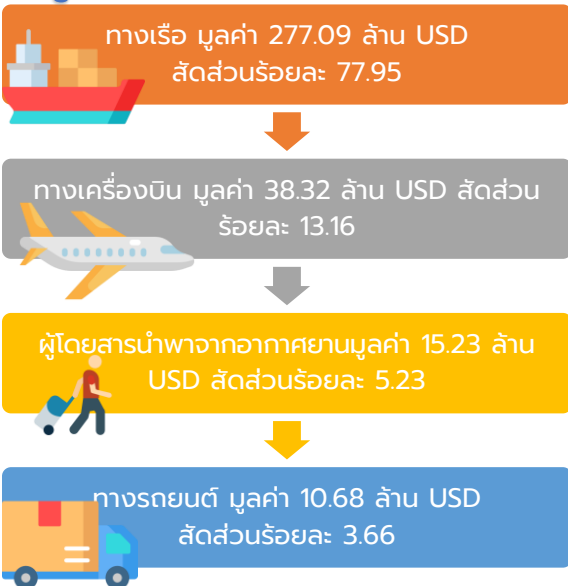 ทางเรือ มูลค่า 277.09 ล้าน USD
สัดส่วนร้อยละ 77.95
ทางเครื่องบิน มูลค่า 38.32 ล้าน USD สัดส่วน
ร้อยละ 13.16
ผู้โดยสารนำพาจากอากาศยานมูลค่า 15.23 ล้าน
USD สัดส่วนร้อยละ 5.23
ทางรถยนต์ มูลค่า 10.68 ล้าน USD
สัดส่วนร้อยละ 3.66